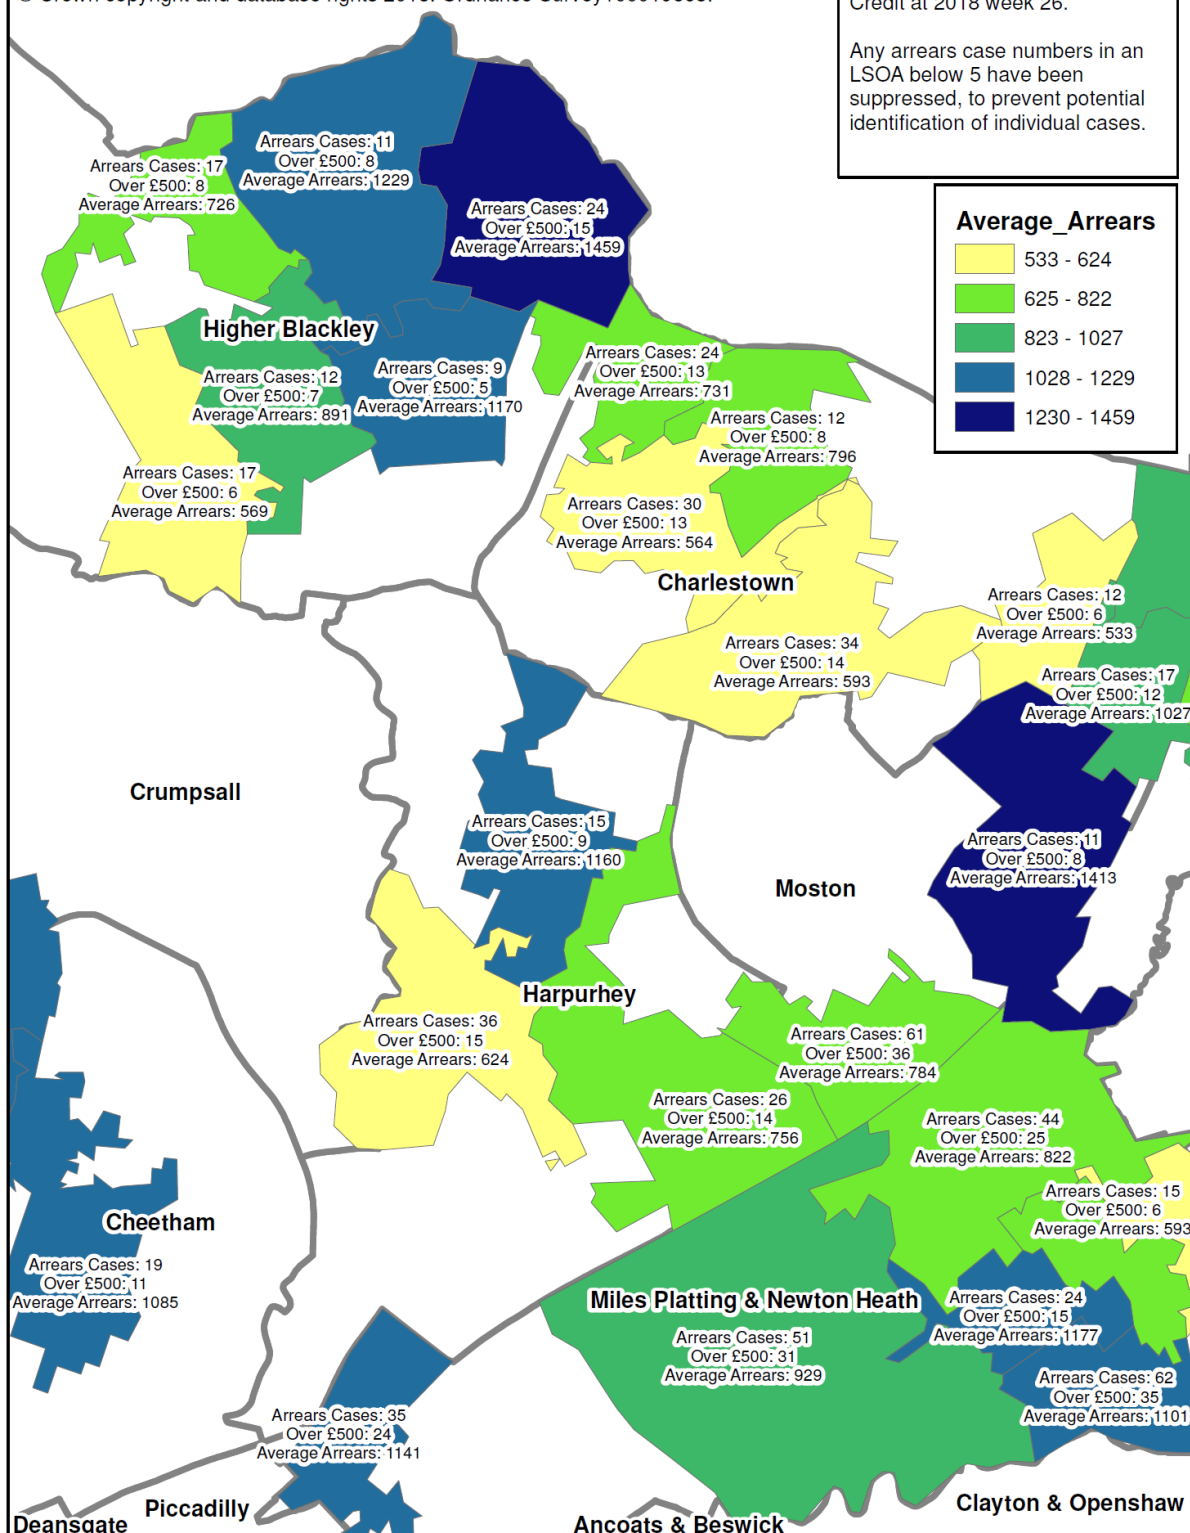 Credit at 2018 week 26.
Any arrears case numbers in an
LSOA below 5 have been
suppressed, to prevent potential
identification of individual cases.
Average_Arrears
533 - 624
625 - 822
823 - 1027
1028 - 1229
1230 - 1459
Arrears Cases: 11
Over £500: 8
Average Arrears: 1229
Arrears Cases: 17
Over £500: 8
Average Arrears: 726
Arrears Cases: 24
Over £500: 15
Average Arrears: 1459
Higher Blackley
Arrears Cases: 12
Over £500: 7
Average Arrears: 891
Arrears Cases: 9
Over £500: 5
Average Arrears: 1170
Arrears Cases: 24
Over £500: 13
Average Arrears: 731
Arrears Cases: 12
Over £500: 8
Average Arrears: 796
Arrears Cases: 17
Over £500: 6
Average Arrears: 569
Arrears Cases: 30
Over £500: 13
Average Arrears: 564
Charlestown
Arrears Cases: 12
Over £500: 6
Average Arrears: 533
Arrears Cases: 34
Over £500: 14
Average Arrears: 593
Arrears Cases: 17
Over £500: 12
Average Arrears: 1027
Crumpsall
Arrears Cases: 15
Over £500: 9
Average Arrears: 1160
Arrears Cases: 11
Over £500: 8
Average Arrears: 1413
Moston
Harpurhey
Arrears Cases: 36
Over £500: 15
Average Arrears: 624
Arrears Cases: 61
Over £500: 36
Average Arrears: 784
Arrears Cases: 26
Over £500: 14
Average Arrears: 756
Arrears Cases: 44
Over £500: 25
Average Arrears: 822
Arrears Cases: 15
Over £500: 6
Average Arrears: 593
Cheetham
Arrears Cases: 19
Over £500: 11
Average Arrears: 1085
Miles Platting & Newton Heath
Arrears Cases: 24
Over £500: 15
Average Arrears: 1177
Arrears Cases: 51
Over £500: 31
Average Arrears: 929
Arrears Cases: 62
Over £500: 35
Average Arrears: 1101
Arrears Cases: 35
Over £500: 24
Average Arrears: 1141
Piccadilly
Clayton & Openshaw
Deansgate
Ancoats & Beswick